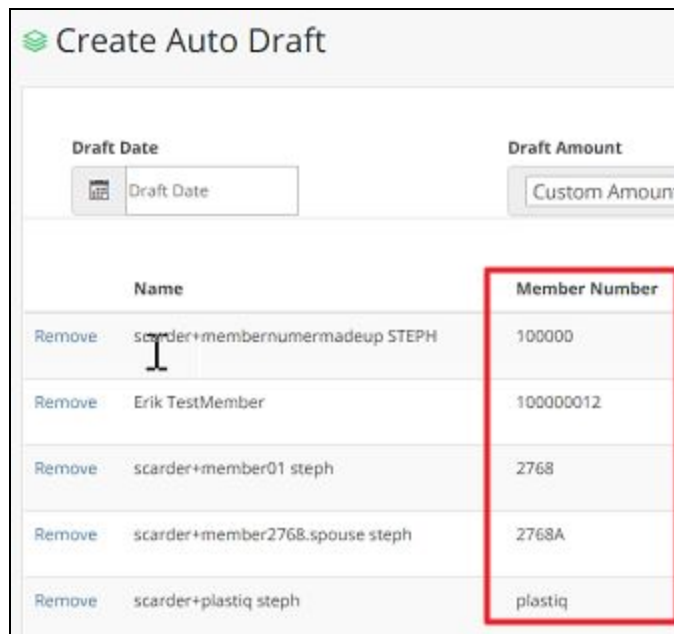 Create Auto Draft
Draft Date Draft Amount
Draft Date Custom Amount
Name Member Number
Remove scarder+membernumermadeup STEPH 100000
Remove Erik TestMember 100000012
Remove scarder+member01 steph 2768
Remove scarder+member2768.spouse steph 2768A
Remove scarder+plastiq steph plastiq